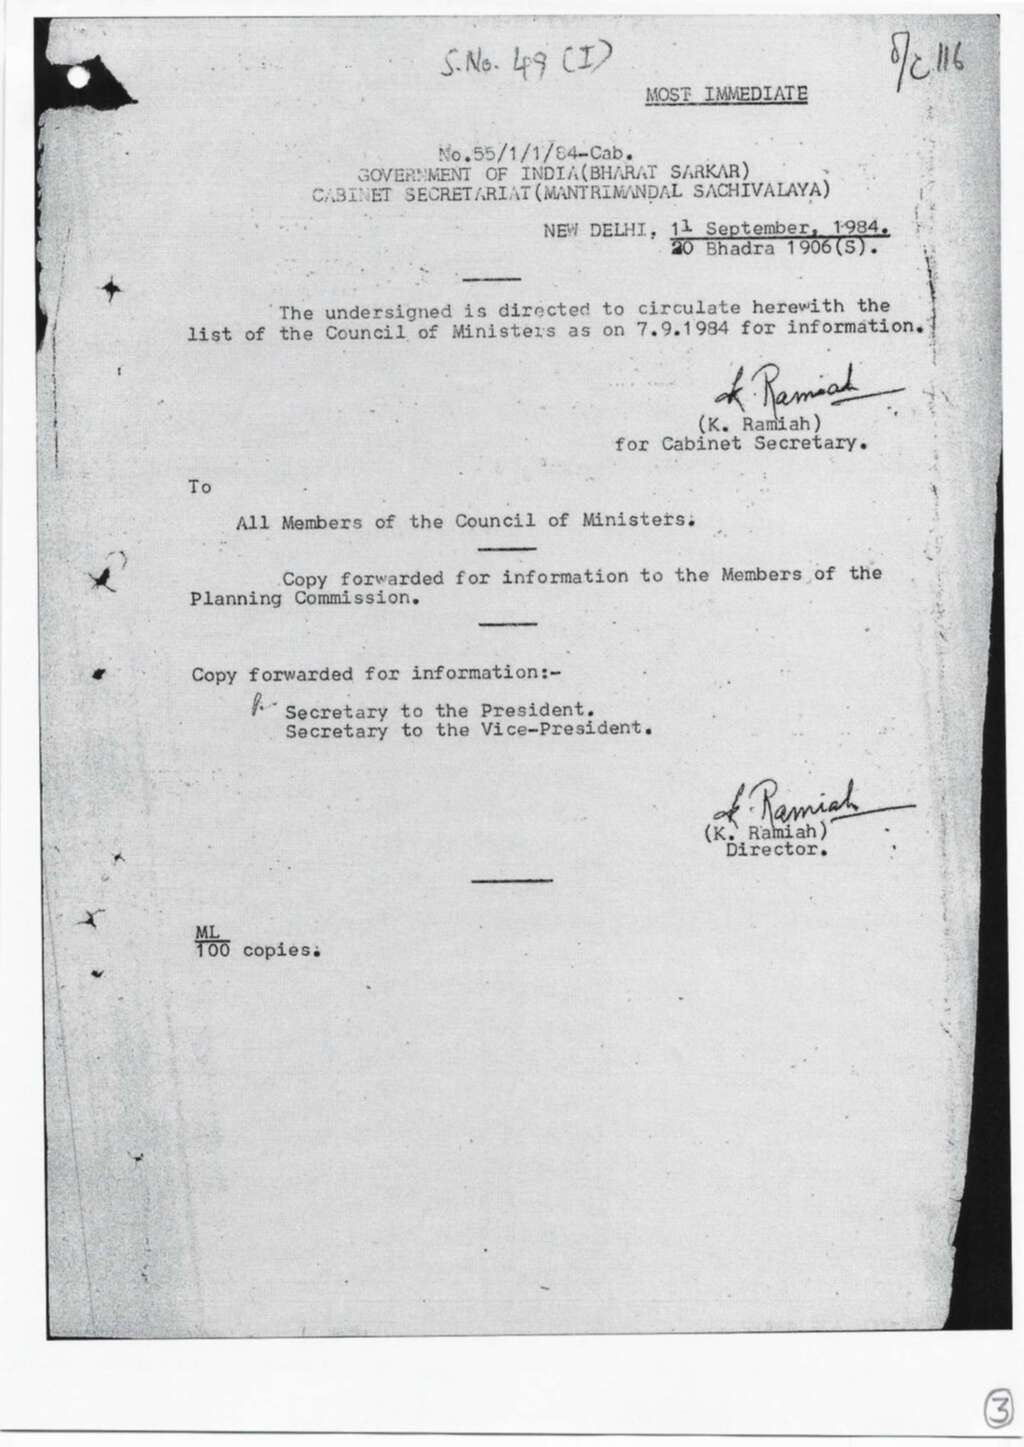 S.No. 49 (I)
116
MOST IMMEDIATE
No.55/1/1/84-Cab.
GOVERNMENT OF INDIA(BHARAT SARKAR)
CABINET SECRETARIAT(MANTRIMANDAL SACHIVALAYA)
NEW DELHI, 11 September, 1984.
20 Bhadra 1906(S).
The undersigned is directed to circulate herewith the
list of the Council of Ministers as on 7.9.1984 for information.
K. Ramiah
(K. Ramiah)
for Cabinet Secretary.
To
All Members of the Council of Ministers.
Copy forwarded for information to the Members of the
Planning Commission.
Copy forwarded for information:-
Secretary to the President.
Secretary to the Vice-President.
K. Ramiah
(K. Ramiah)
Director.
ML
100 copies.
3